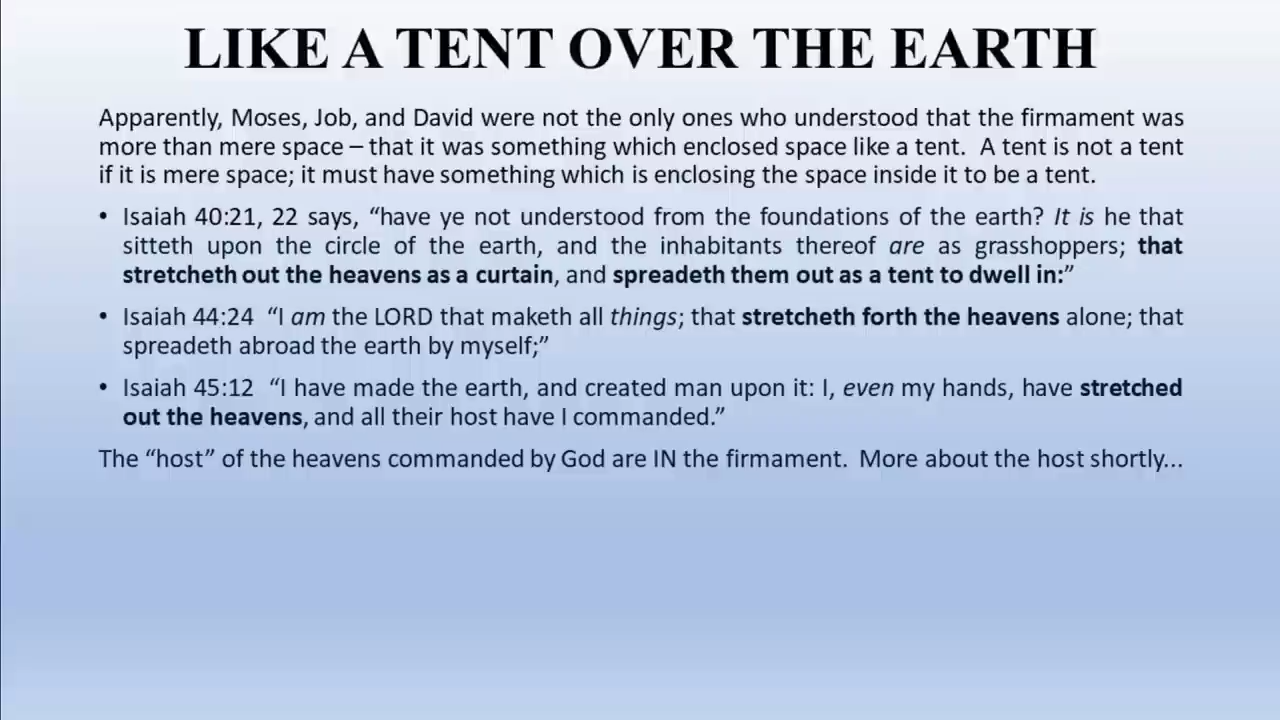 LIKE A TENT OVER THE EARTH
Apparently, Moses, Job, and David were not the only ones who understood that the firmament was
more than mere space – that it was something which enclosed space like a tent.  A tent is not a tent
if it is mere space; it must have something which is enclosing the space inside it to be a tent.
• Isaiah 40:21, 22 says, “have ye not understood from the foundations of the earth? It is he that
sitteth upon the circle of the earth, and the inhabitants thereof are as grasshoppers; that
stretcheth out the heavens as a curtain, and spreadeth them out as a tent to dwell in:”
• Isaiah 44:24  “I am the LORD that maketh all things; that stretcheth forth the heavens alone; that
spreadeth abroad the earth by myself;”
• Isaiah 45:12  “I have made the earth, and created man upon it: I, even my hands, have stretched
out the heavens, and all their host have I commanded.”
The “host” of the heavens commanded by God are IN the firmament.  More about the host shortly...